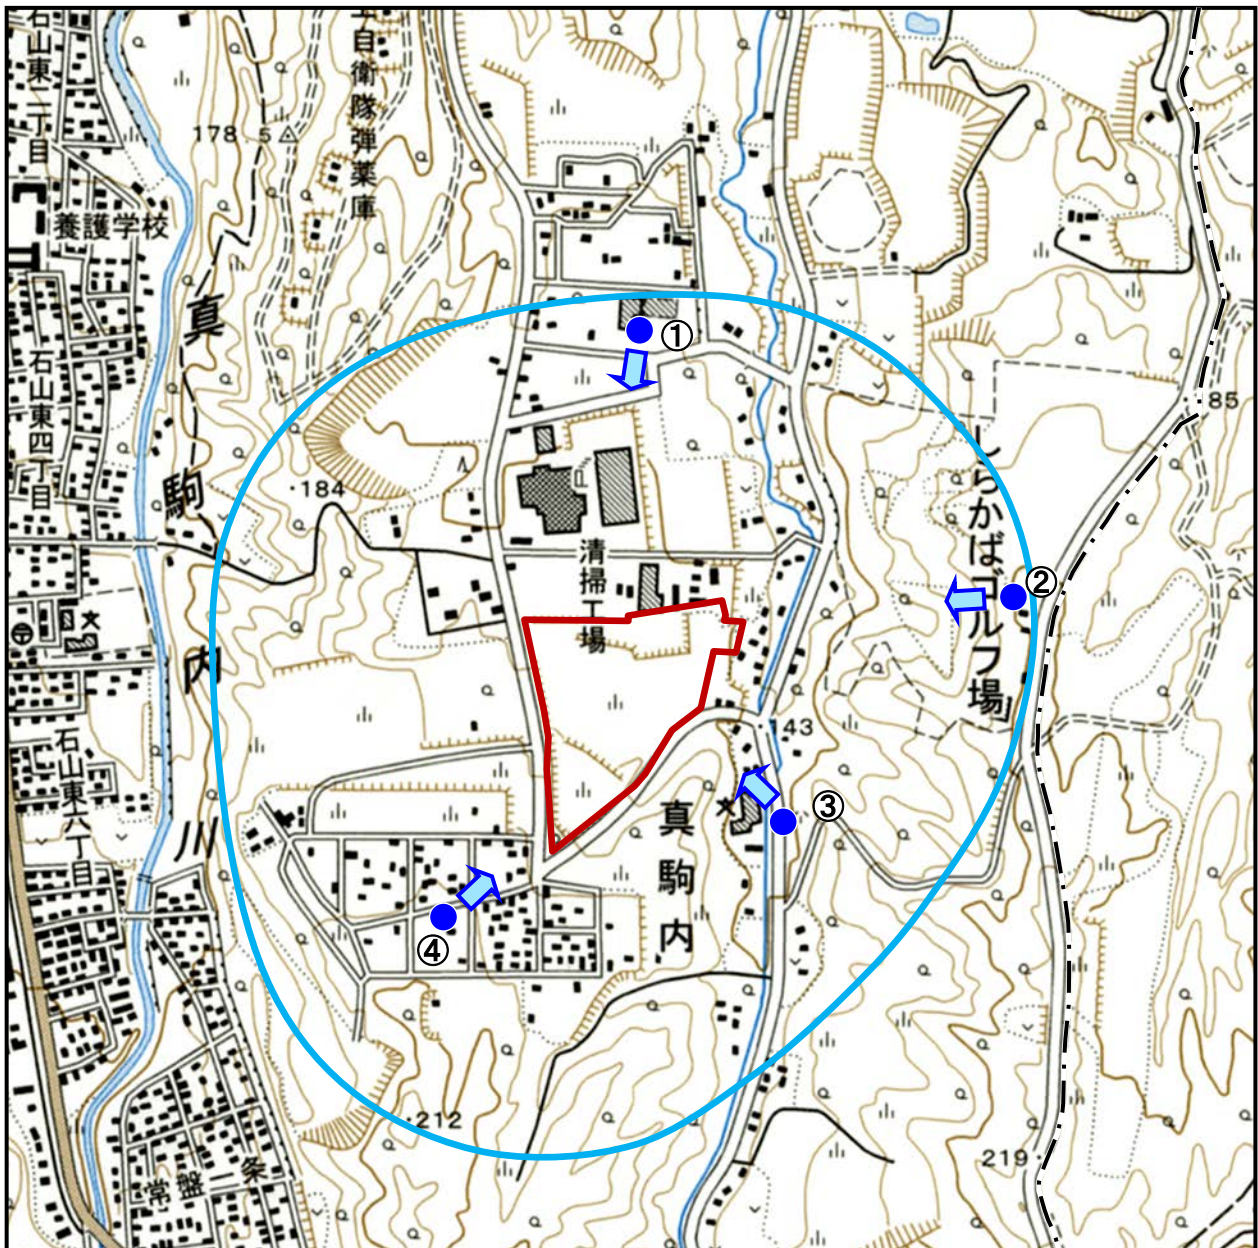 石山東二丁目
自衛隊弾薬庫
178.5
養護学校
真駒内川
石山東四丁目
①
85
184
しらかばゴルフ場
清掃工場
②
石山東六丁目
43
③
真駒内
④
212
219
常盤一条